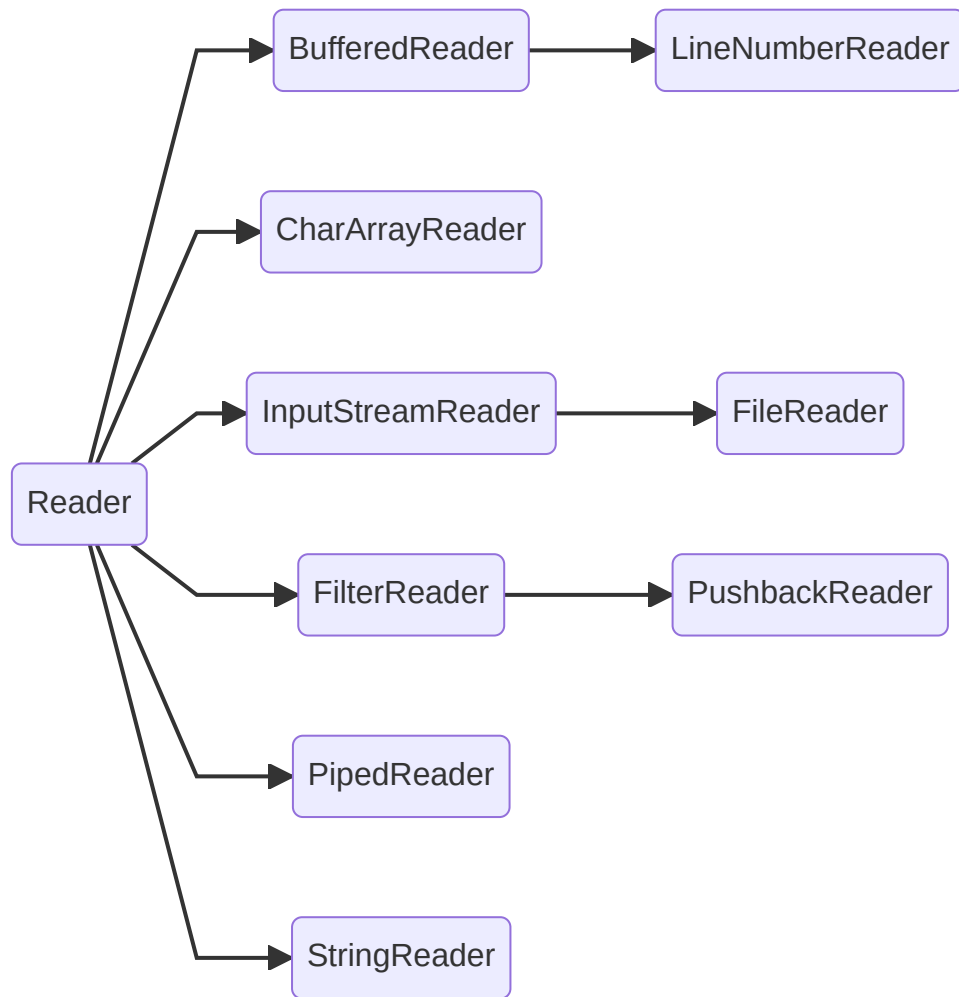 BufferedReader
LineNumberReader
CharArrayReader
InputStreamReader
FileReader
Reader
FilterReader
PushbackReader
PipedReader
StringReader